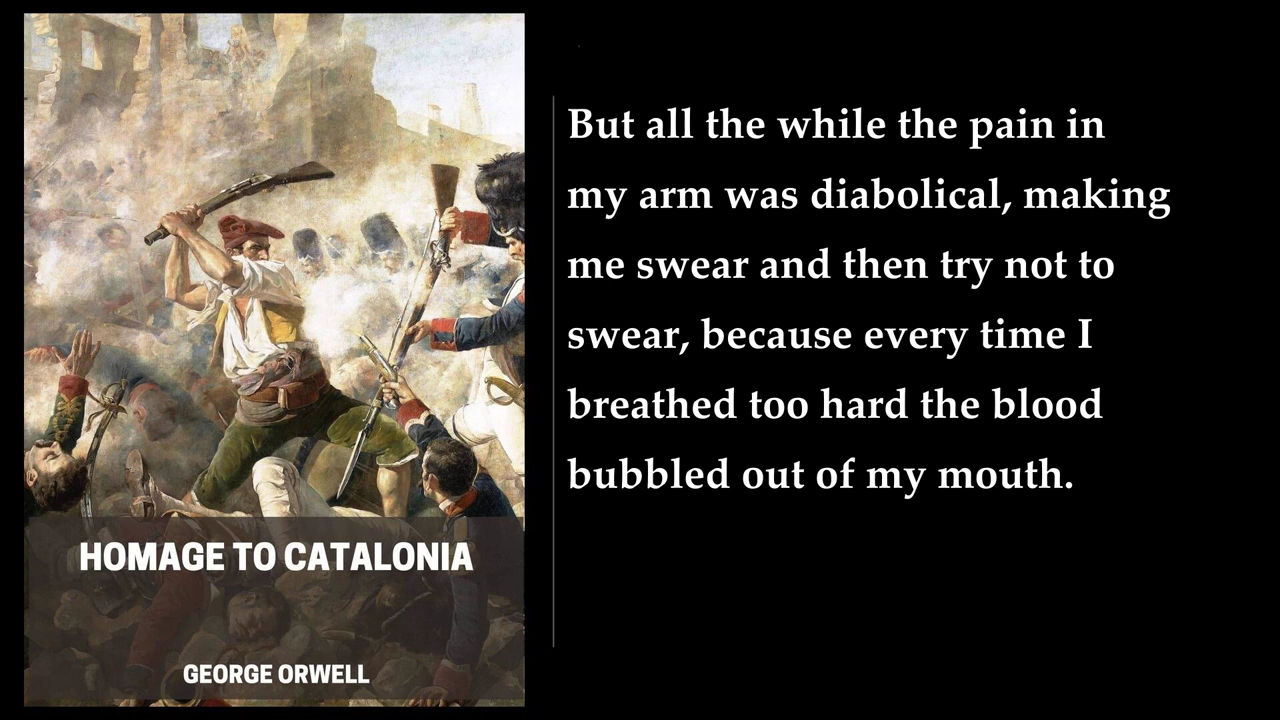 HOMAGE TO CATALONIA
GEORGE ORWELL
But all the while the pain in
my arm was diabolical, making
me swear and then try not to
swear, because every time I
breathed too hard the blood
bubbled out of my mouth.